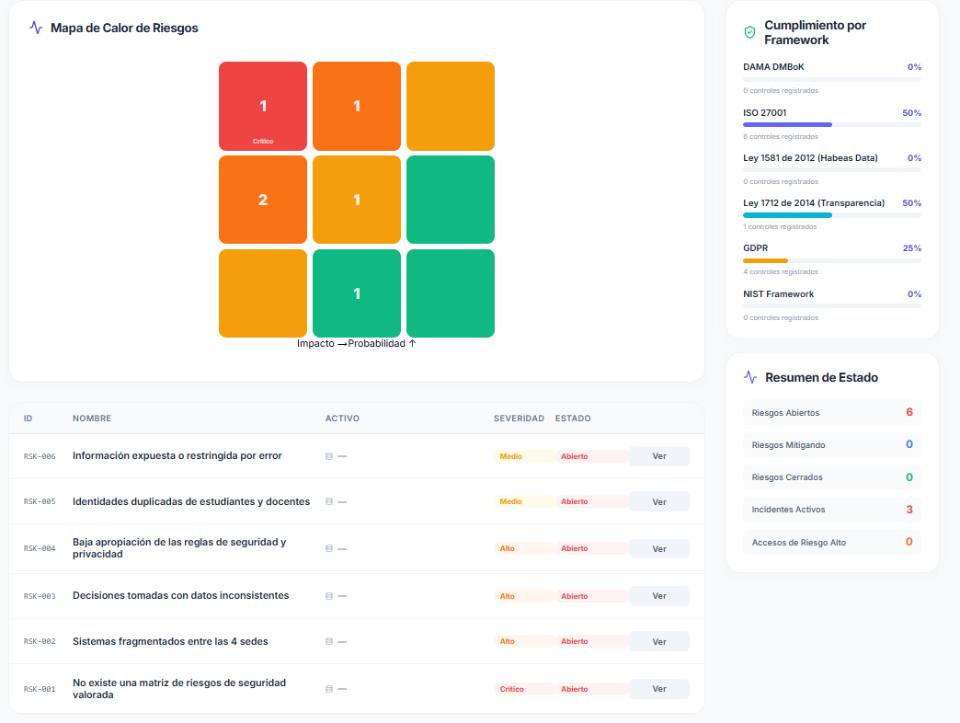 Mapa de Calor de Riesgos
1
Crítico
1
2
1
1
Impacto →Probabilidad ↑
ID NOMBRE ACTIVO SEVERIDAD ESTADO
RSK-006 Información expuesta o restringida por error — Medio Abierto Ver
RSK-005 Identidades duplicadas de estudiantes y docentes — Medio Abierto Ver
RSK-004 Baja apropiación de las reglas de seguridad y
privacidad — Alto Abierto Ver
RSK-003 Decisiones tomadas con datos inconsistentes — Alto Abierto Ver
RSK-002 Sistemas fragmentados entre las 4 sedes — Alto Abierto Ver
RSK-001 No existe una matriz de riesgos de seguridad
valorada — Crítico Abierto Ver
Cumplimiento por
Framework
DAMA DMBoK 0%
0 controles registrados
ISO 27001 50%
6 controles registrados
Ley 1581 de 2012 (Habeas Data) 0%
0 controles registrados
Ley 1712 de 2014 (Transparencia) 50%
1 controles registrados
GDPR 25%
4 controles registrados
NIST Framework 0%
0 controles registrados
Resumen de Estado
Riesgos Abiertos 6
Riesgos Mitigando 0
Riesgos Cerrados 0
Incidentes Activos 3
Accesos de Riesgo Alto 0